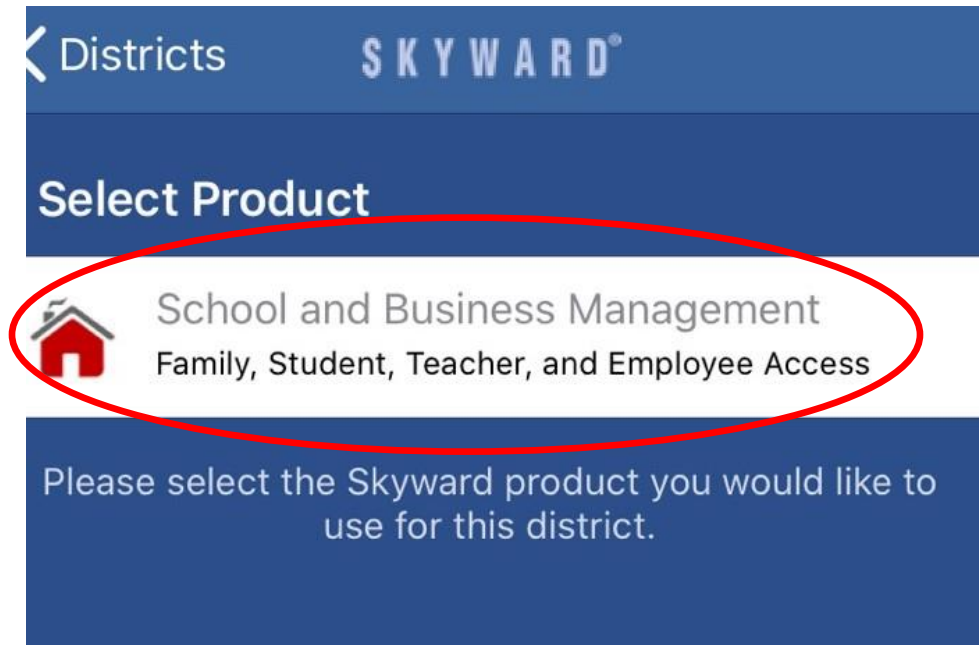 Districts SKYWARD®
Select Product
School and Business Management
Family, Student, Teacher, and Employee Access
Please select the Skyward product you would like to
use for this district.